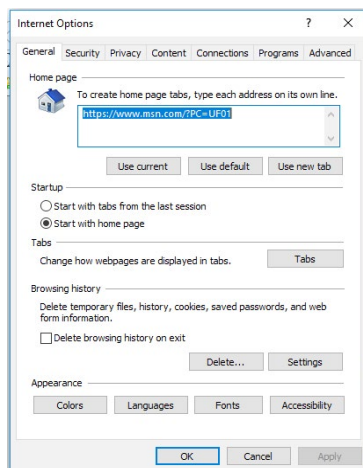 Internet Options
General Security Privacy Content Connections Programs Advanced
Home page
To create home page tabs, type each address on its own line.
https://www.msn.com/?PC=UF01
Use current Use default Use new tab
Startup
Start with tabs from the last session
Start with home page
Tabs
Change how webpages are displayed in tabs. Tabs
Browsing history
Delete temporary files, history, cookies, saved passwords, and web
form information.
Delete browsing history on exit
Delete... Settings
Appearance
Colors Languages Fonts Accessibility
OK Cancel Apply